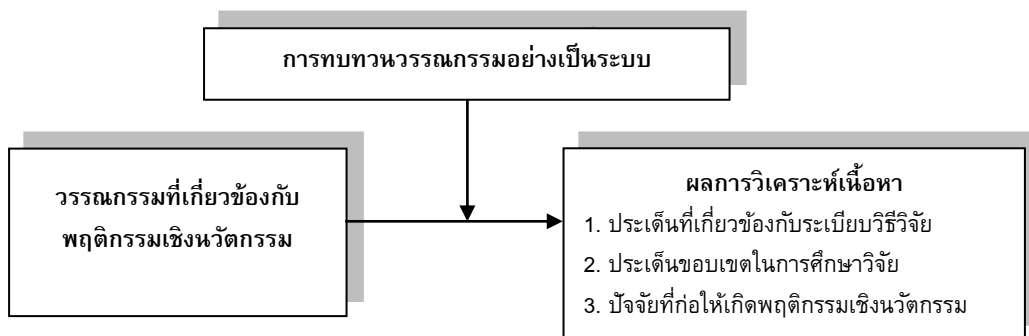 การทบทวนวรรณกรรมอย่างเป็นระบบ
วรรณกรรมที่เกี่ยวข้องกับ
พฤติกรรมเชิงนวัตกรรม
ผลการวิเคราะห์เนื้อหา
1. ประเด็นที่เกี่ยวข้องกับระเบียบวิธีวิจัย
2. ประเด็นขอบเขตในการศึกษาวิจัย
3. ปัจจัยที่ก่อให้เกิดพฤติกรรมเชิงนวัตกรรม